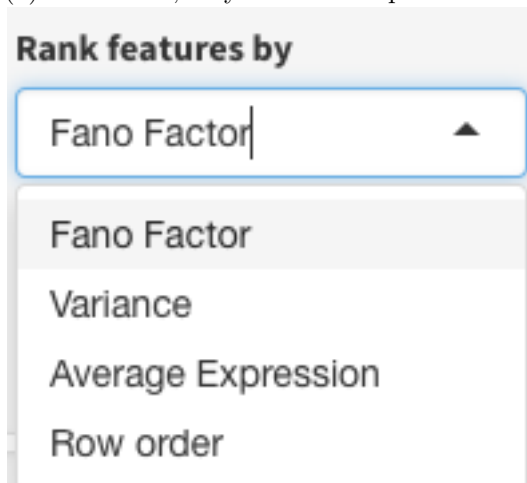 Rank features by
Fano Factor
Fano Factor
Variance
Average Expression
Row order